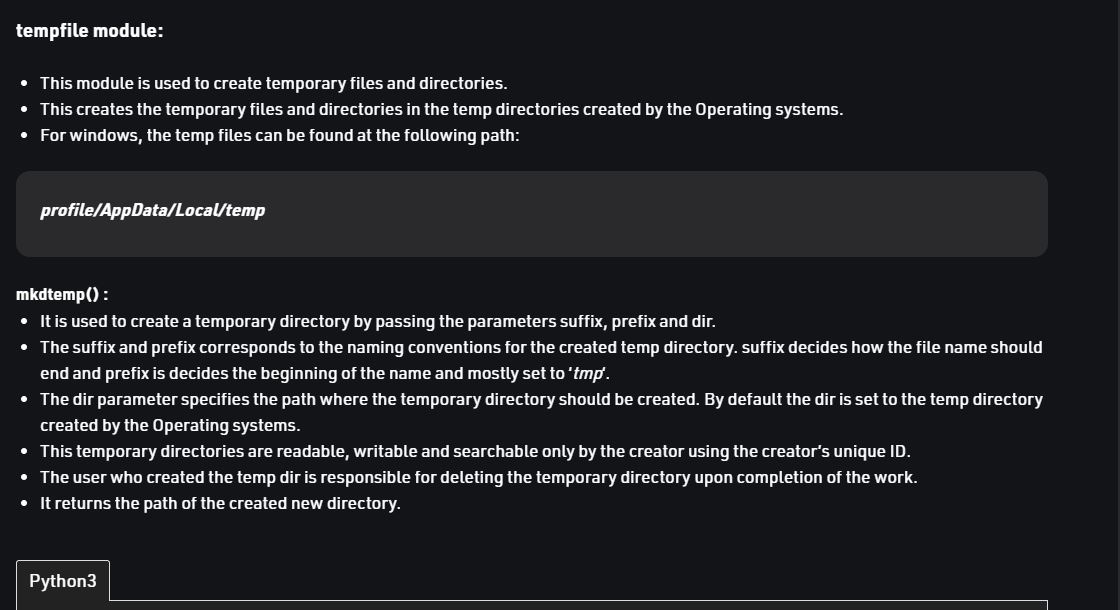 tempfile module:
• This module is used to create temporary files and directories.
• This creates the temporary files and directories in the temp directories created by the Operating systems.
• For windows, the temp files can be found at the following path:
profile/AppData/Local/temp
mkdtemp() :
• It is used to create a temporary directory by passing the parameters suffix, prefix and dir.
• The suffix and prefix corresponds to the naming conventions for the created temp directory. suffix decides how the file name should
end and prefix is decides the beginning of the name and mostly set to 'tmp'.
• The dir parameter specifies the path where the temporary directory should be created. By default the dir is set to the temp directory
created by the Operating systems.
• This temporary directories are readable, writable and searchable only by the creator using the creator’s unique ID.
• The user who created the temp dir is responsible for deleting the temporary directory upon completion of the work.
• It returns the path of the created new directory.
Python3